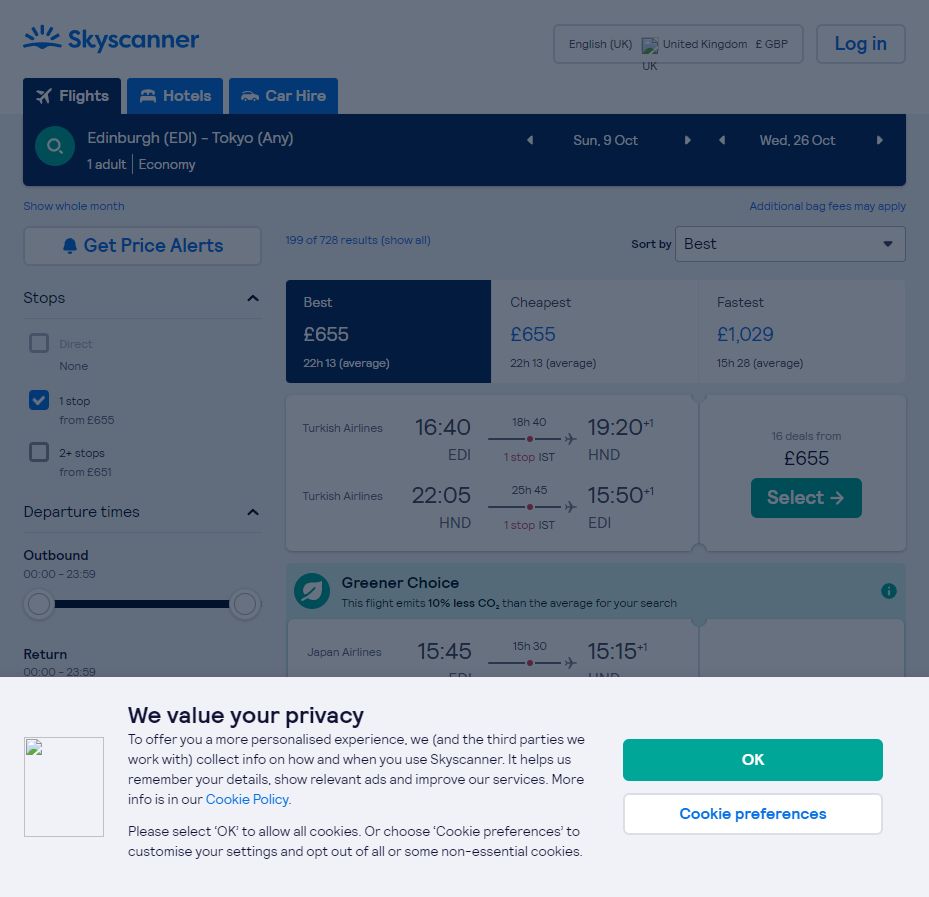 Skyscanner
English (UK) UK United Kingdom £ GBP
Log in
Flights Hotels Car Hire
Edinburgh (EDI) – Tokyo (Any)
1 adult Economy
Sun, 9 Oct
Wed, 26 Oct
Show whole month
Additional bag fees may apply
Get Price Alerts
199 of 728 results (show all)
Sort by Best
Stops
Direct
None
1 stop
from £655
2+ stops
from £651
Departure times
Outbound
00:00 - 23:59
Return
00:00 - 23:59
Best
£655
22h 13 (average)
Cheapest
£655
22h 13 (average)
Fastest
£1,029
15h 28 (average)
Turkish Airlines
16:40
EDI
18h 40
1 stop IST
19:20+1
HND
Turkish Airlines
22:05
HND
25h 45
1 stop IST
15:50+1
EDI
16 deals from
£655
Select →
Greener Choice
This flight emits 10% less CO₂ than the average for your search
Japan Airlines
15:45
EDI
15h 30
15:15+1
HND
We value your privacy
To offer you a more personalised experience, we (and the third parties we
work with) collect info on how and when you use Skyscanner. It helps us
remember your details, show relevant ads and improve our services. More
info is in our Cookie Policy.
Please select ‘OK’ to allow all cookies. Or choose ‘Cookie preferences’ to
customise your settings and opt out of all or some non-essential cookies.
OK
Cookie preferences